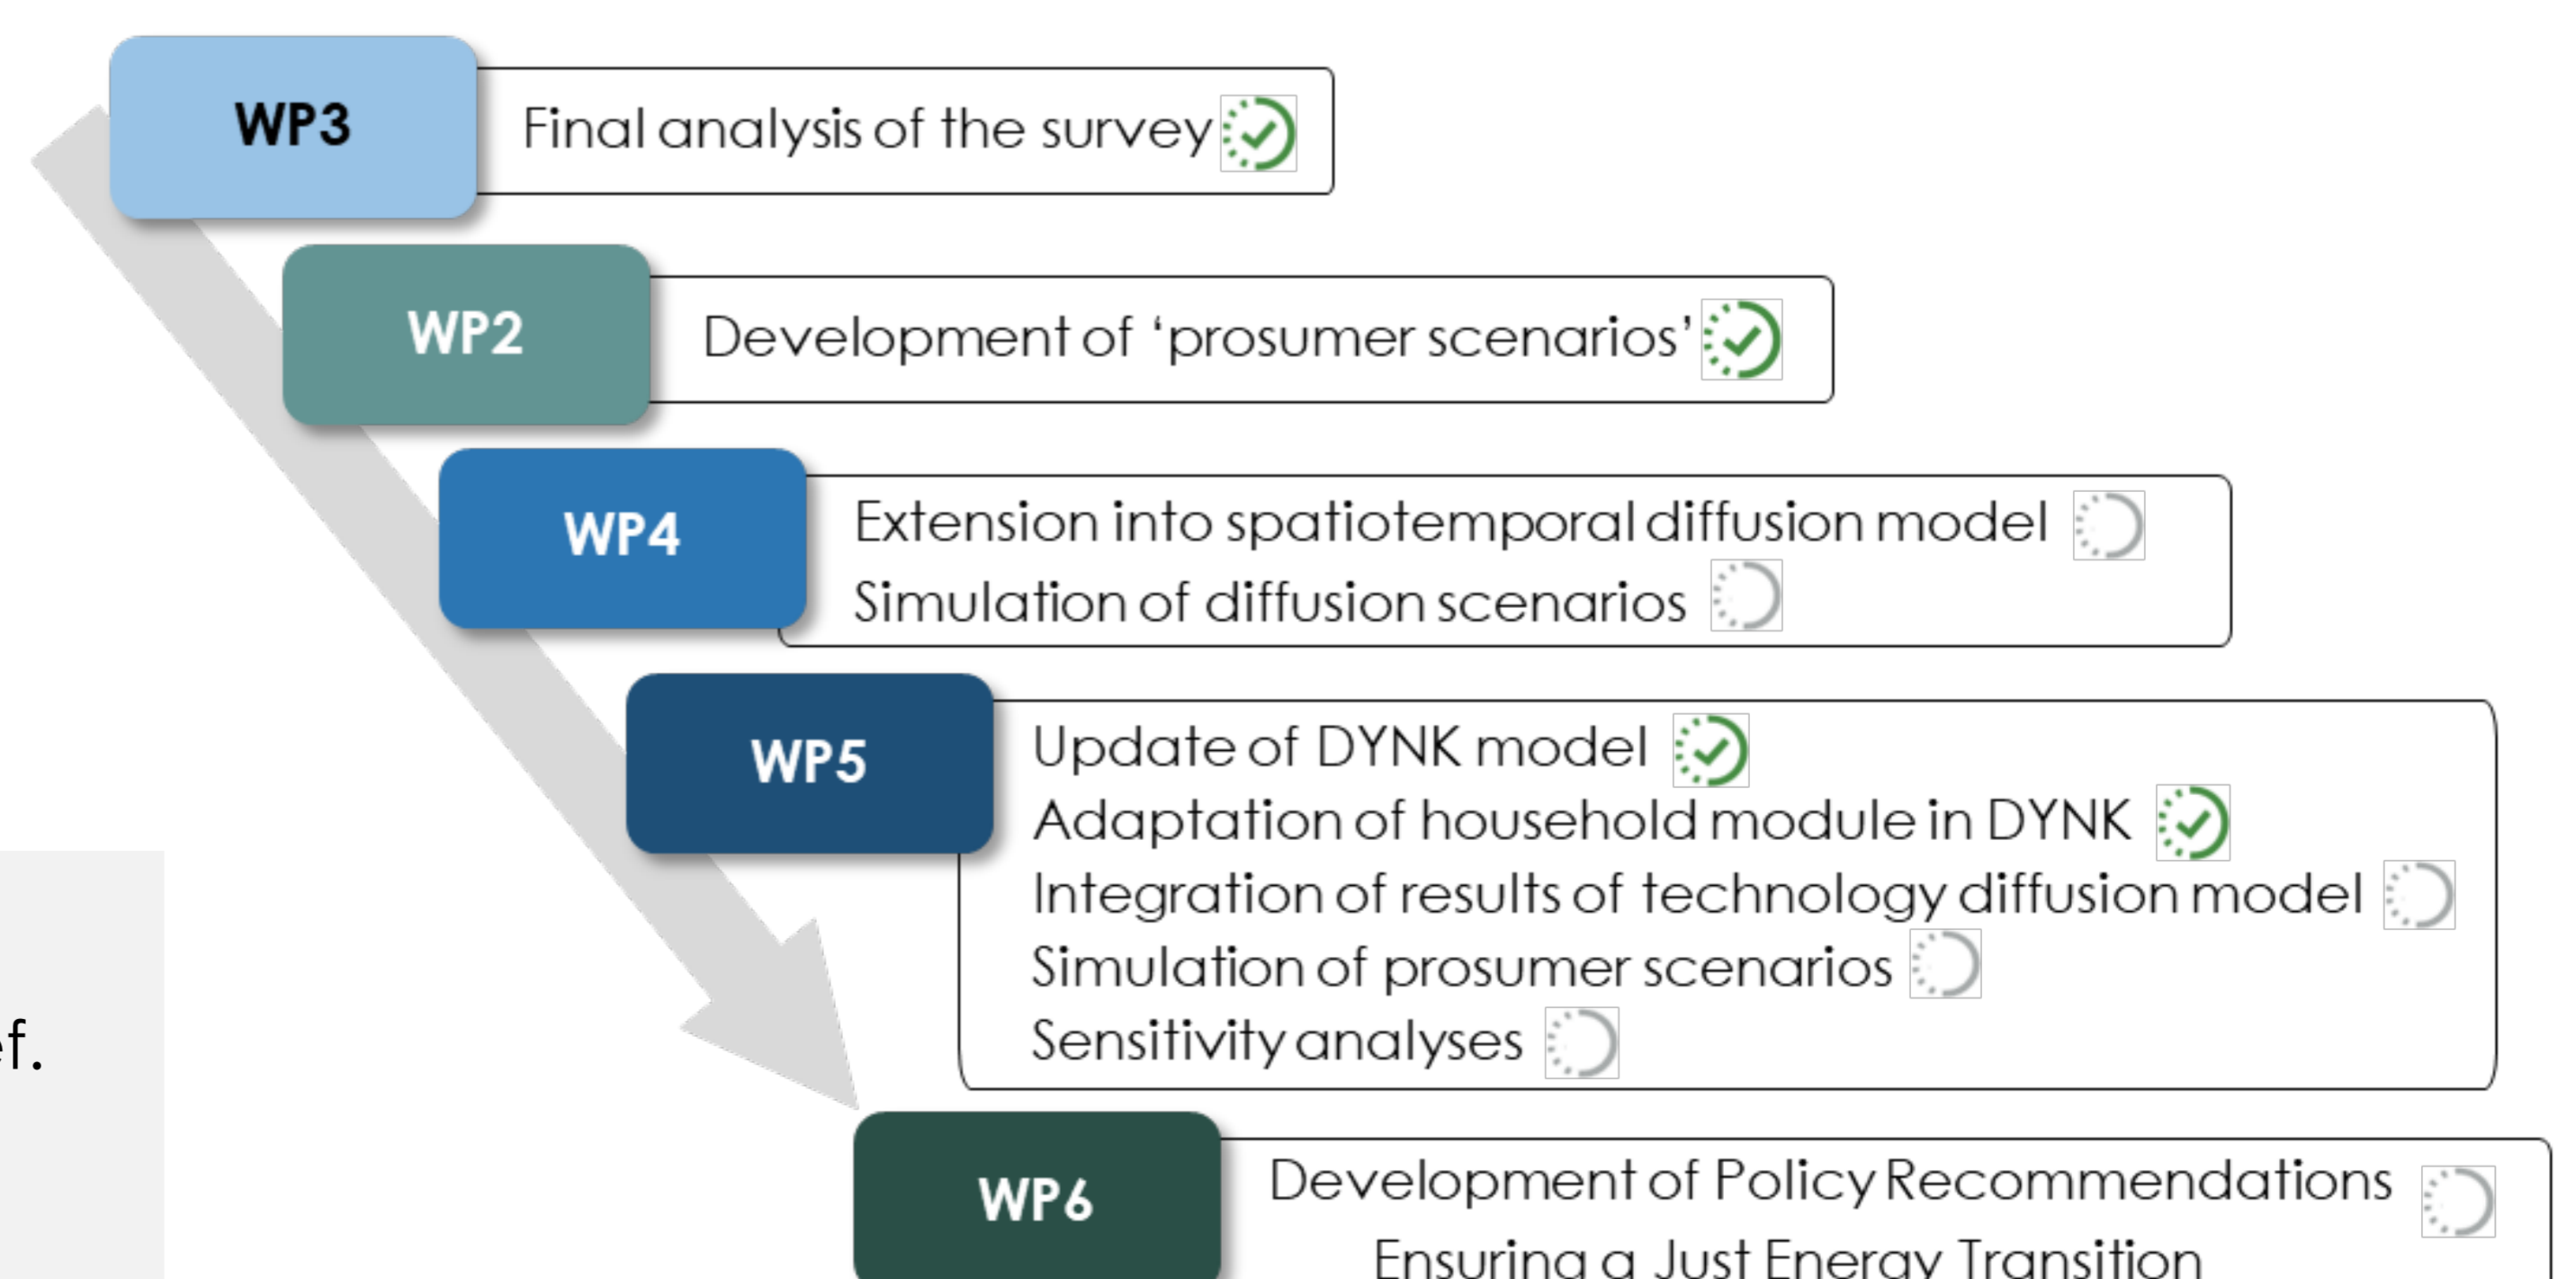 WP3
Final analysis of the survey
WP2
Development of ‘prosumer scenarios’
WP4
Extension into spatiotemporal diffusion model
Simulation of diffusion scenarios
WP5
Update of DYNK model
Adaptation of household module in DYNK
Integration of results of technology diffusion model
Simulation of prosumer scenarios
Sensitivity analyses
WP6
Development of Policy Recommendations
Ensuring a Just Energy Transition